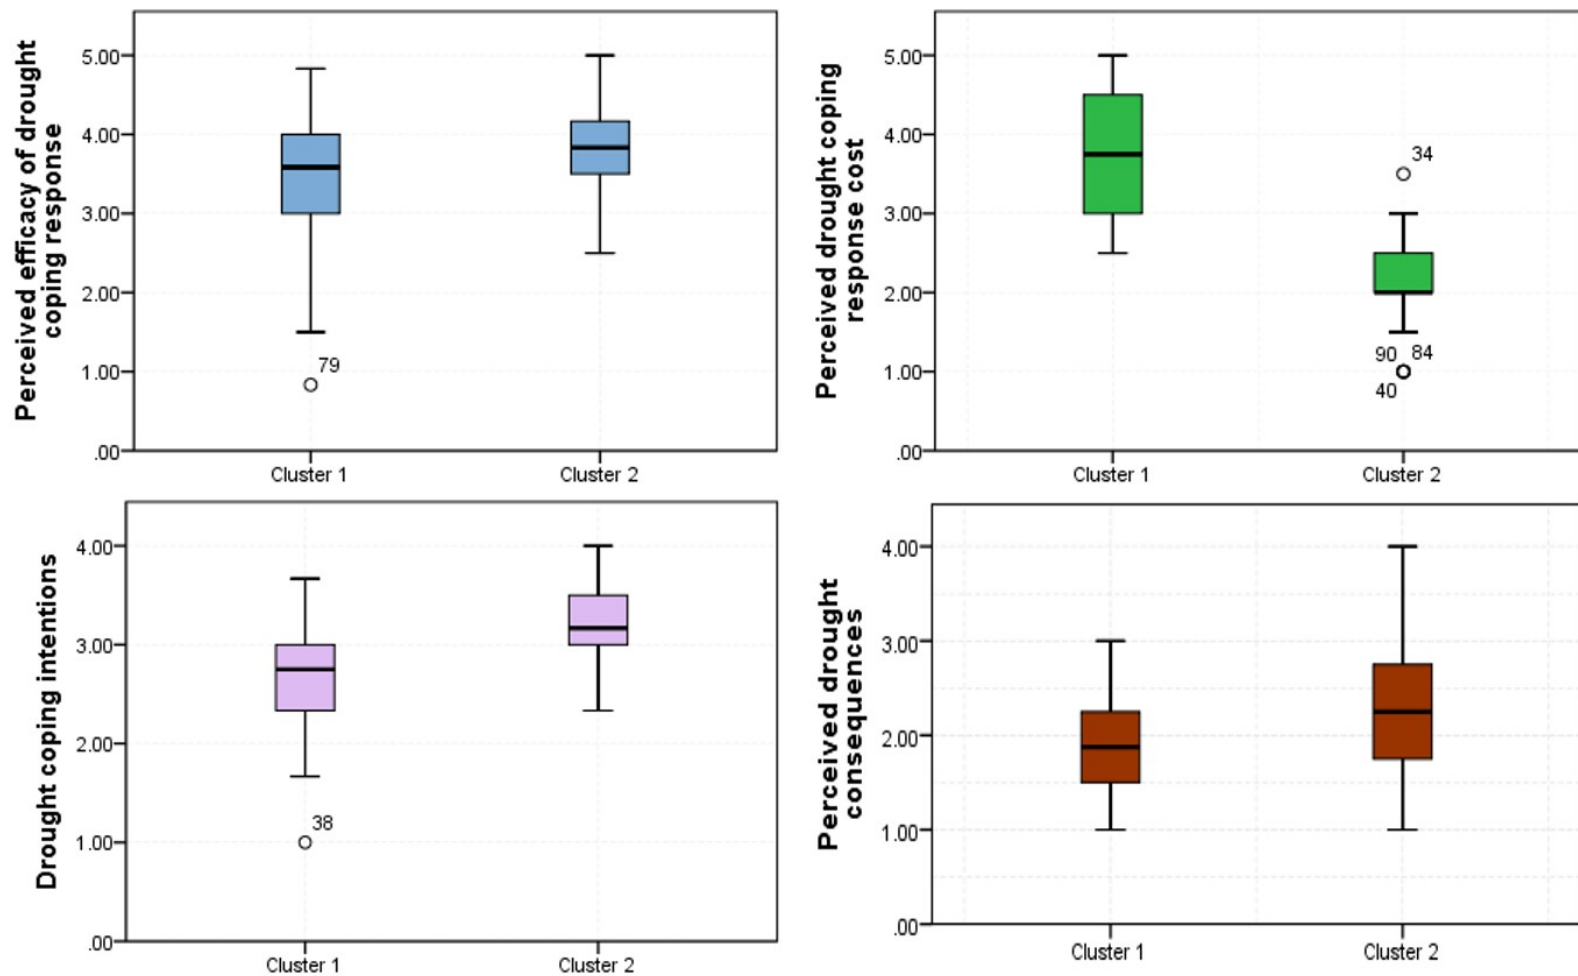 Perceived efficacy of drought
coping response
5.00
4.00
3.00
2.00
1.00
.00
79
Cluster 1
Cluster 2
Perceived drought coping
response cost
5.00
4.00
3.00
2.00
1.00
.00
34
90 84
40
Cluster 1
Cluster 2
Drought coping intentions
4.00
3.00
2.00
1.00
.00
38
Cluster 1
Cluster 2
Perceived drought
consequences
4.00
3.00
2.00
1.00
.00
Cluster 1
Cluster 2